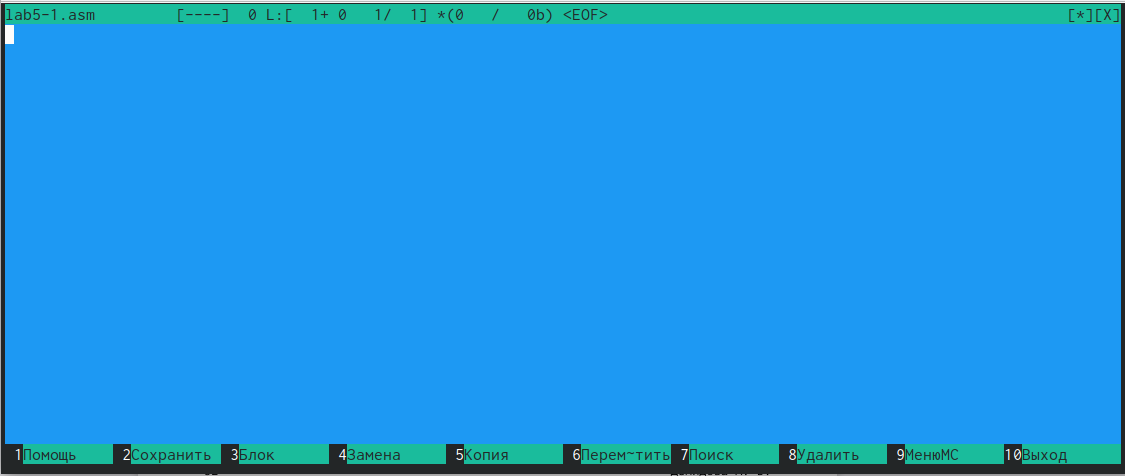 lab5-1.asm [----] 0 L:[ 1+ 0 1/ 1] *(0 / 0b) <EOF> [*][X]
1Помощь 2Сохранить 3Блок 4Замена 5Копия 6Перем~тить 7Поиск 8Удалить 9МенюMC 10Выход